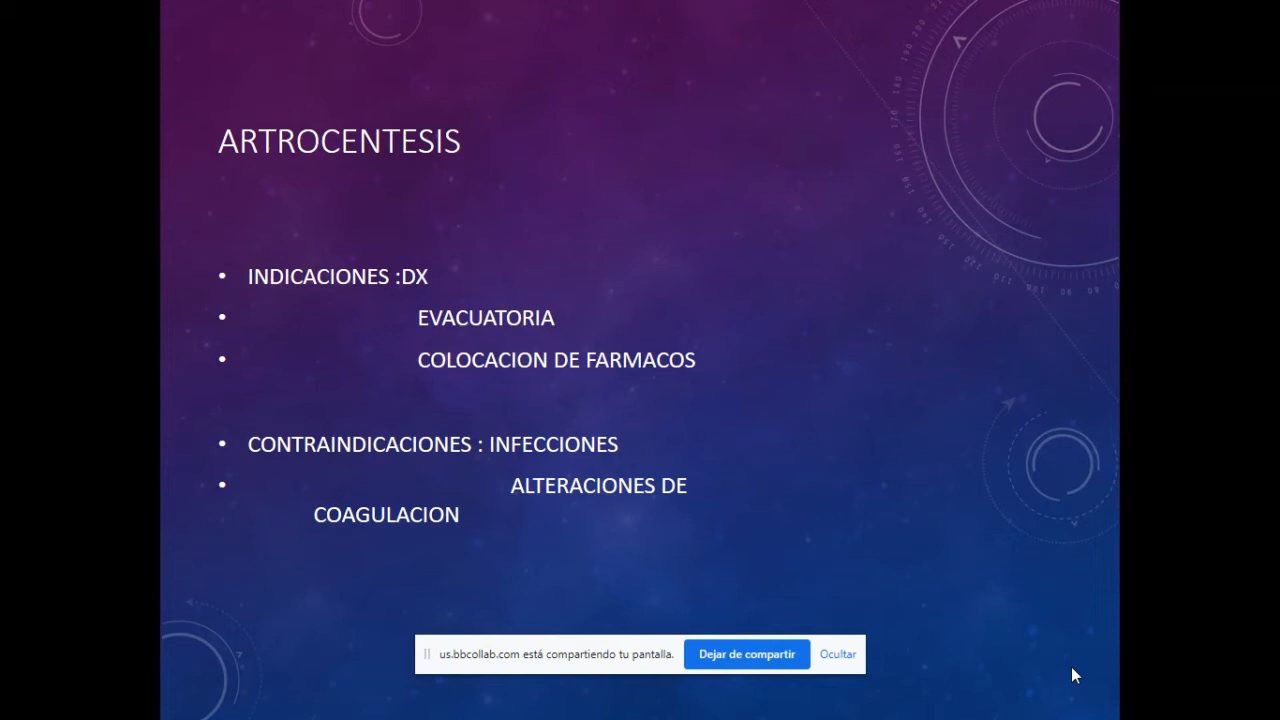 ARTROCENTESIS
• INDICACIONES :DX
• EVACUATORIA
• COLOCACION DE FARMACOS
• CONTRAINDICACIONES : INFECCIONES
• ALTERACIONES DE
COAGULACION
us.bbcollab.com está compartiendo tu pantalla. Dejar de compartir Ocultar